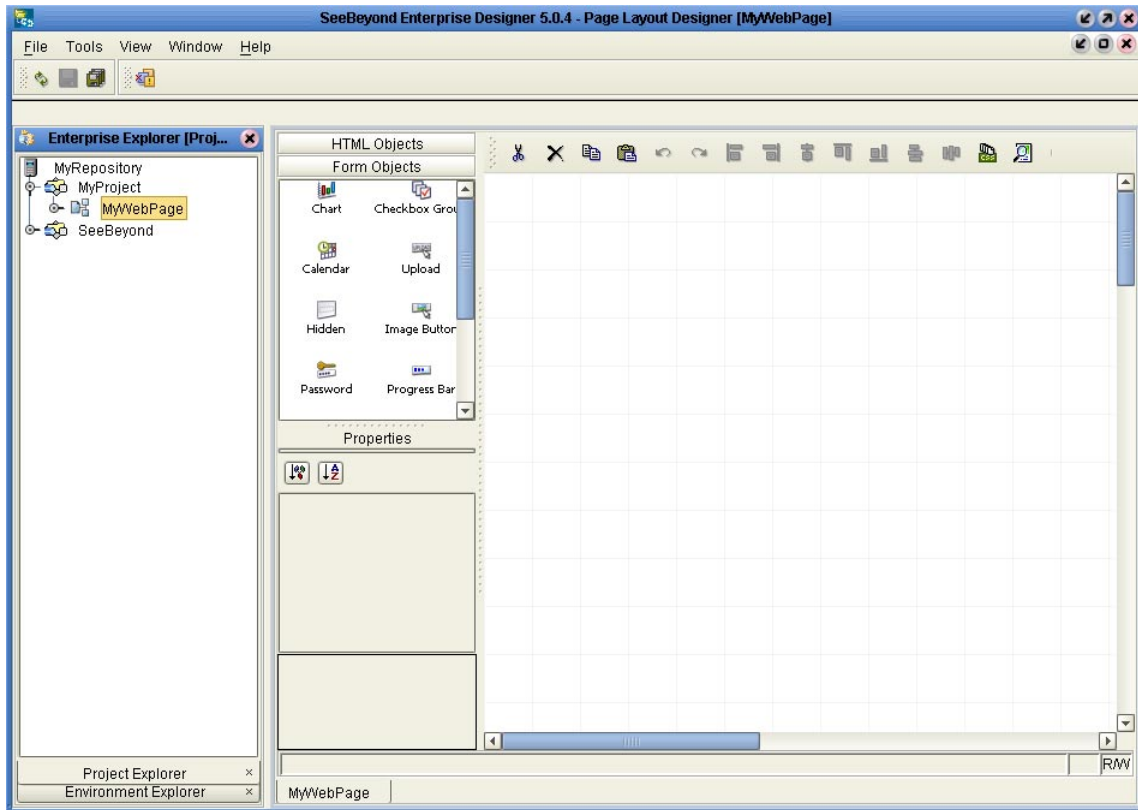 SeeBeyond Enterprise Designer 5.0.4 - Page Layout Designer [MyWebPage]
File Tools View Window Help
Enterprise Explorer [Proj...
MyRepository
MyProject
MyWebPage
SeeBeyond
Project Explorer
Environment Explorer
HTML Objects
Form Objects
Chart Checkbox Grou
Calendar Upload
Hidden Image Button
Password Progress Bar
Properties
R/W
MyWebPage